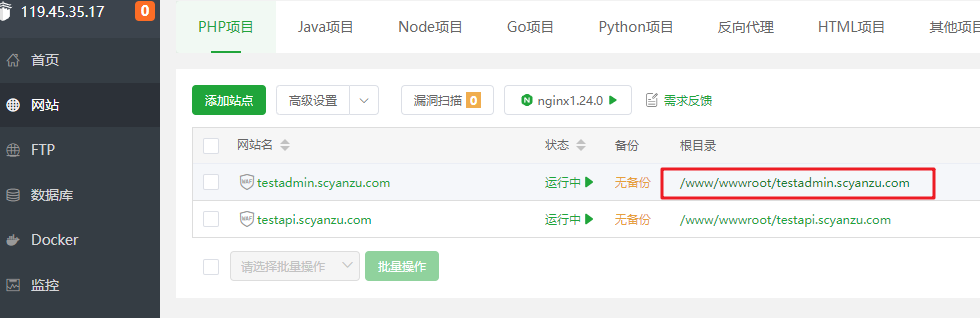 119.45.35.17 0
PHP项目 Java项目 Node项目 Go项目 Python项目 反向代理 HTML项目 其他项目
首页
网站
FTP
数据库
Docker
监控
添加站点 高级设置 漏洞扫描 0 nginx1.24.0 需求反馈
网站名 状态 备份 根目录
WAF testadmin.scyanzu.com 运行中 无备份 /www/wwwroot/testadmin.scyanzu.com
WAF testapi.scyanzu.com 运行中 无备份 /www/wwwroot/testapi.scyanzu.com
请选择批量操作 批量操作